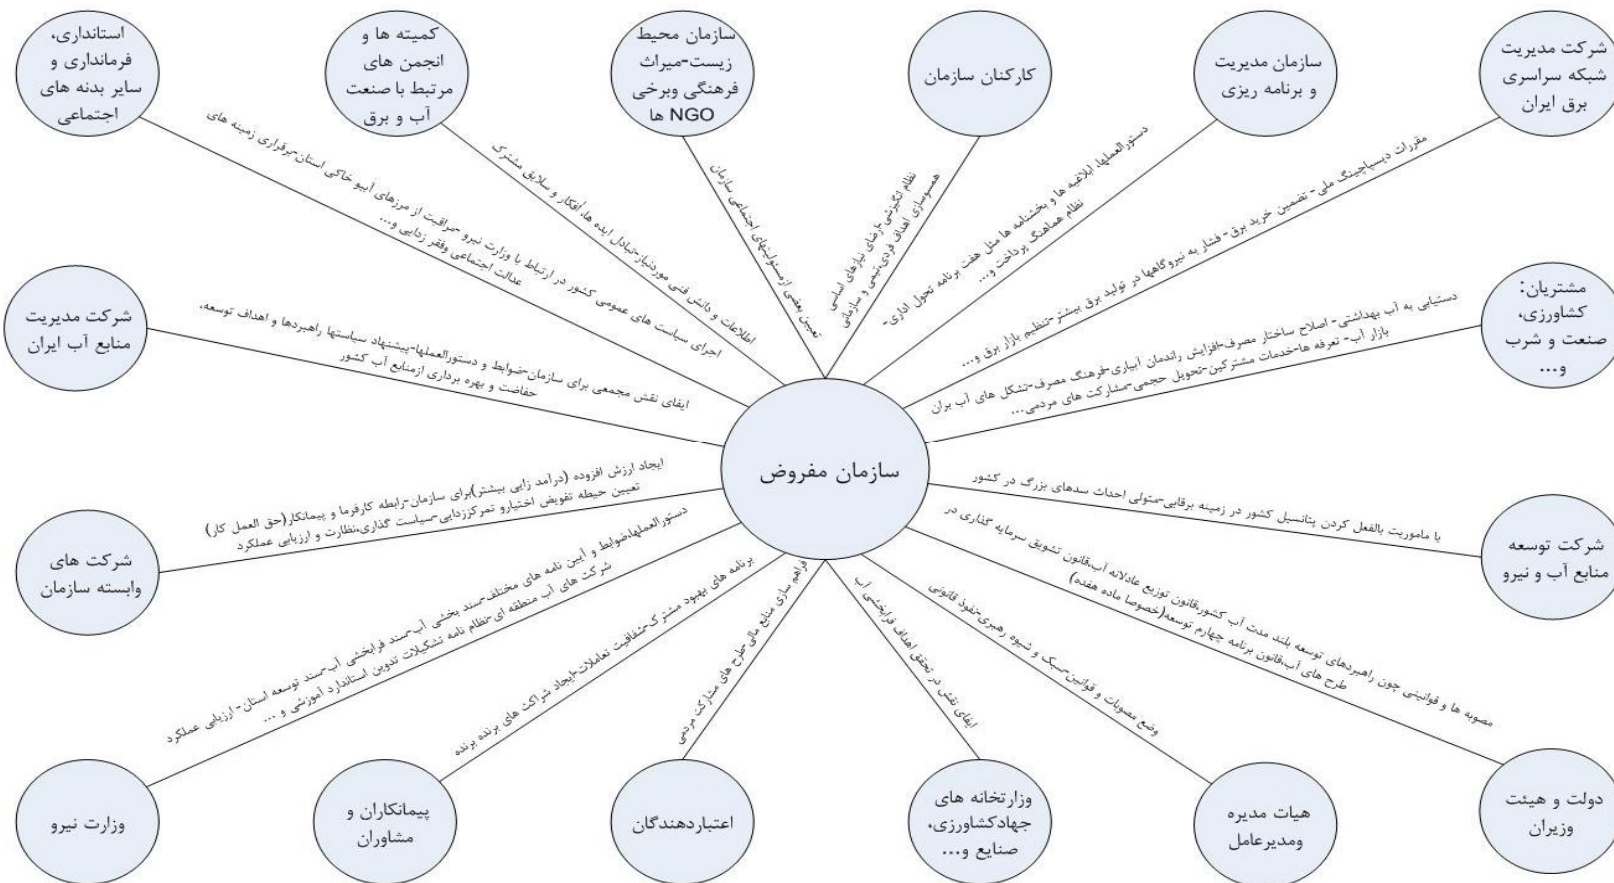 شرکت مدیریت
شبکه سراسری
برق ایران
سازمان مدیریت
و برنامه ریزی
کارکنان سازمان
سازمان محیط
زیست-میراث
فرهنگی وبرخی
NGO ها
کمیته ها و
انجمن های
مرتبط با صنعت
آب و برق
استانداری،
فرمانداری و
سایر بدنه های
اجتماعی
مقررات دیسپاچینگ ملی- تضمین خرید برق- فشار به نیروگاهها در تولید برق بیشتر-تنظیم بازار برق و...
دستورالعملها، ابلاغیه ها و بخشنامه ها مثل هفت برنامه تحول اداری-
نظام هماهنگ پرداخت و...
نظام انگیزشی-ارضای نیازهای اساسی
همسوسازی اهداف فردی،تیمی و سازمانی
تعیین بعضی ازمسئولیتهای اجتماعی سازمان
اطلاعات و دانش فنی موردنیاز-تبادل ایده ها، افکار و سلایق مشترک
اجرای سیاست های عمومی کشور در ارتباط با وزارت نیرو -مراقبت از مرزهای آبیو خاکی استان-برقراری زمینه های
عدالت اجتماعی وفقر زدایی و...
مشتریان:
کشاورزی،
صنعت و شرب
و...
دستیابی به آب بهداشتی- اصلاح ساختار مصرف-افزایش راندمان آبیاری-فرهنگ مصرف-تشکل های آب بران
بازار آب- تعرفه ها-خدمات مشترکین-تحویل حجمی-مشارکت های مردمی...
شرکت مدیریت
منابع آب ایران
ایفای نقش مجمعی برای سازمان-ضوابط و دستورالعملها-پیشنهاد سیاستها راهبردها و اهداف توسعه،
حفاضت و بهره برداری ازمنابع آب کشور
سازمان مفروض
شرکت توسعه
منابع آب و نیرو
با ماموریت بالفعل کردن پتانسیل کشور در زمینه برقابی-متولی احداث سدهای بزرگ در کشور
شرکت های
وابسته سازمان
ایجاد ارزش افزوده (درآمد زایی بیشتر)برای سازمان-رابطه کارفرما و پیمانکار(حق العمل کار)
تعیین حیطه تفویض اختیارو تمرکززدایی-سیاست گذاری،نظارت و ارزیابی عملکرد
مصوبه ها و قوانینی چون راهبردهای توسعه بلند مدت آب کشور،قانون توزیع عادلانه آب،قانون تشویق سرمایه گذاری در
طرح های آب،قانون برنامه چهارم توسعه(خصوصا ماده هفده)
وضع مصوبات و قوانین-سبک و شیوه رهبری-نفوذ قانونی
ایفای نقش در تحقق اهداف فرابخشی آب
فراهم سازی منابع مالی طرح های مشارکت مردمی
برنامه های بهبود مشترک-شفافیت تعاملات-ایجاد شراکت های برنده برنده
دستورالعملها،ضوابط و آیین نامه های مختلف-سند بخشی آب-سند فرابخشی آب-سند توسعه استان- ارزیابی عملکرد
شرکت های آب منطقه ای-نظام نامه تشکیلات تدوین استاندارد آموزشی و ...
دولت و هیئت
وزیران
هیات مدیره
ومدیرعامل
وزارتخانه های
جهادکشاورزی،
صنایع و...
اعتباردهندگان
پیمانکاران و
مشاوران
وزارت نیرو